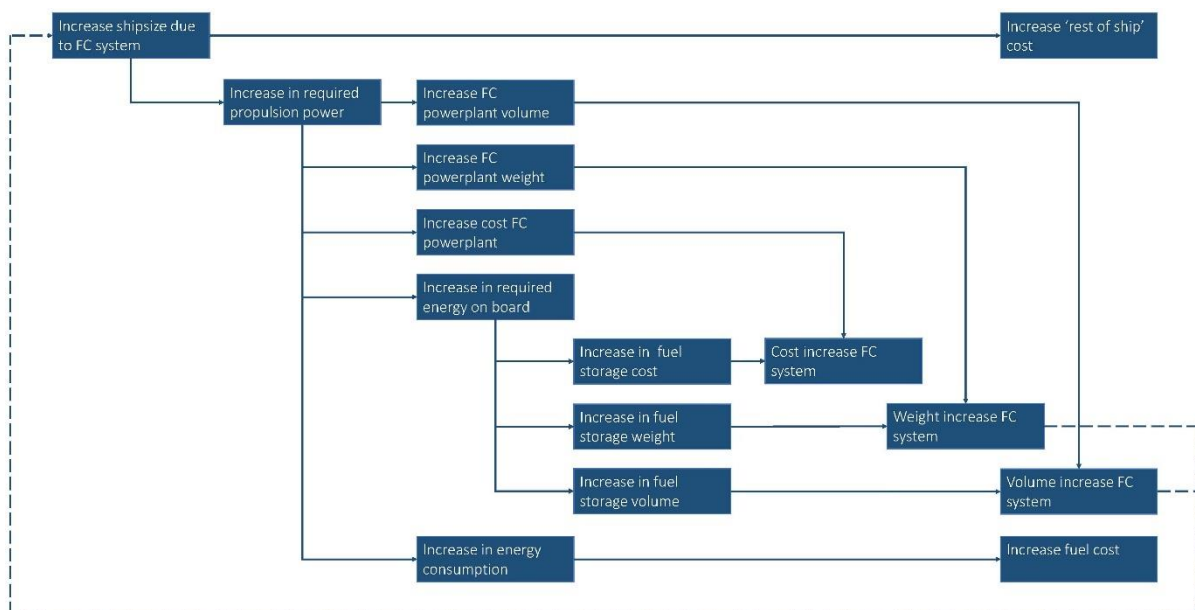 Increase shipsize due
to FC system
Increase ‘rest of ship’
cost
Increase in required
propulsion power
Increase FC
powerplant volume
Increase FC
powerplant weight
Increase cost FC
powerplant
Increase in required
energy on board
Increase in  fuel
storage cost
Cost increase FC
system
Increase in fuel
storage weight
Weight increase FC
system
Increase in fuel
storage volume
Volume increase FC
system
Increase in energy
consumption
Increase fuel cost